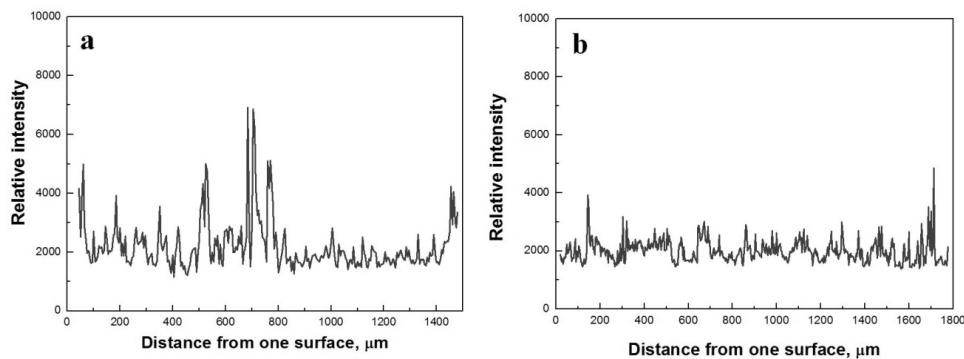 a
10000
8000
6000
4000
2000
0
Relative intensity
0 200 400 600 800 1000 1200 1400
Distance from one surface, μm
b
10000
8000
6000
4000
2000
0
Relative intensity
0 200 400 600 800 1000 1200 1400 1600 1800
Distance from one surface, μm